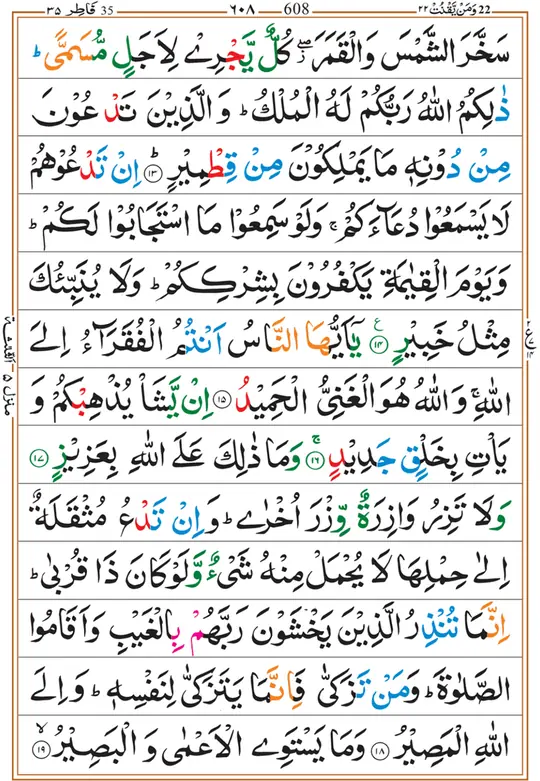 22 وَمَنْ يَّقْنُتْ ٢٢ 608 ٦٠٨ 35 فَاطِر ٣٥
سَخَّرَ الشَّمْسَ وَالْقَمَرَ ۖ ز كُلٌّ يَّجْرِيْ لِاَجَلٍ مُّسَمًّى ؕ
ذٰلِكُمُ اللّٰهُ رَبُّكُمْ لَهُ الْمُلْكُ ؕ وَالَّذِيْنَ تَدْعُوْنَ
مِنْ دُوْنِهٖ مَا يَمْلِكُوْنَ مِنْ قِطْمِيْرٍ ؕ ۝١٣ اِنْ تَدْعُوْهُمْ
لَا يَسْمَعُوْا دُعَآءَكُمْ ۚ وَلَوْ سَمِعُوْا مَا اسْتَجَابُوْا لَكُمْ ؕ
وَيَوْمَ الْقِيٰمَةِ يَكْفُرُوْنَ بِشِرْكِكُمْ ؕ وَلَا يُنَبِّئُكَ
مِثْلُ خَبِيْرٍ ۝١٤ ع يٰۤاَيُّهَا النَّاسُ اَنْتُمُ الْفُقَرَآءُ اِلَى
اللّٰهِ ۚ وَاللّٰهُ هُوَ الْغَنِىُّ الْحَمِيْدُ ۝١٥ اِنْ يَّشَاْ يُذْهِبْكُمْ وَ
يَاْتِ بِخَلْقٍ جَدِيْدٍ ۚ ۝١٦ وَمَا ذٰلِكَ عَلَى اللّٰهِ بِعَزِيْزٍ ۝١٧
وَلَا تَزِرُ وَازِرَةٌ وِّزْرَ اُخْرٰى ؕ وَاِنْ تَدْعُ مُثْقَلَةٌ
اِلٰى حِمْلِهَا لَا يُحْمَلْ مِنْهُ شَىْءٌ وَّلَوْ كَانَ ذَا قُرْبٰى ؕ
اِنَّمَا تُنْذِرُ الَّذِيْنَ يَخْشَوْنَ رَبَّهُمْ بِالْغَيْبِ وَاَقَامُوا
الصَّلٰوةَ ؕ وَمَنْ تَزَكّٰى فَاِنَّمَا يَتَزَكّٰى لِنَفْسِهٖ ؕ وَاِلَى
اللّٰهِ الْمَصِيْرُ ۝١٨ وَمَا يَسْتَوِى الْاَعْمٰى وَالْبَصِيْرُ ۙ ۝١٩
منزل ٥